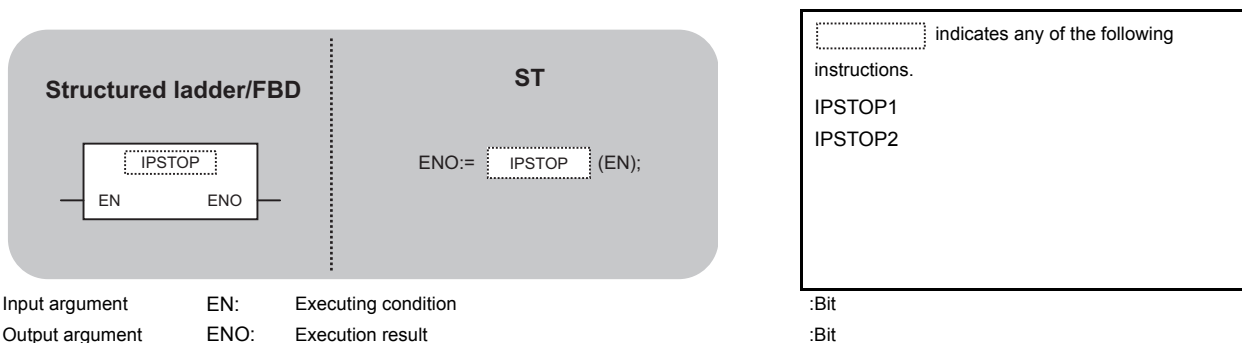 Structured ladder/FBD
IPSTOP
EN ENO
ST
ENO:= IPSTOP (EN);
indicates any of the following
instructions.
IPSTOP1
IPSTOP2
Input argument EN: Executing condition :Bit
Output argument ENO: Execution result :Bit